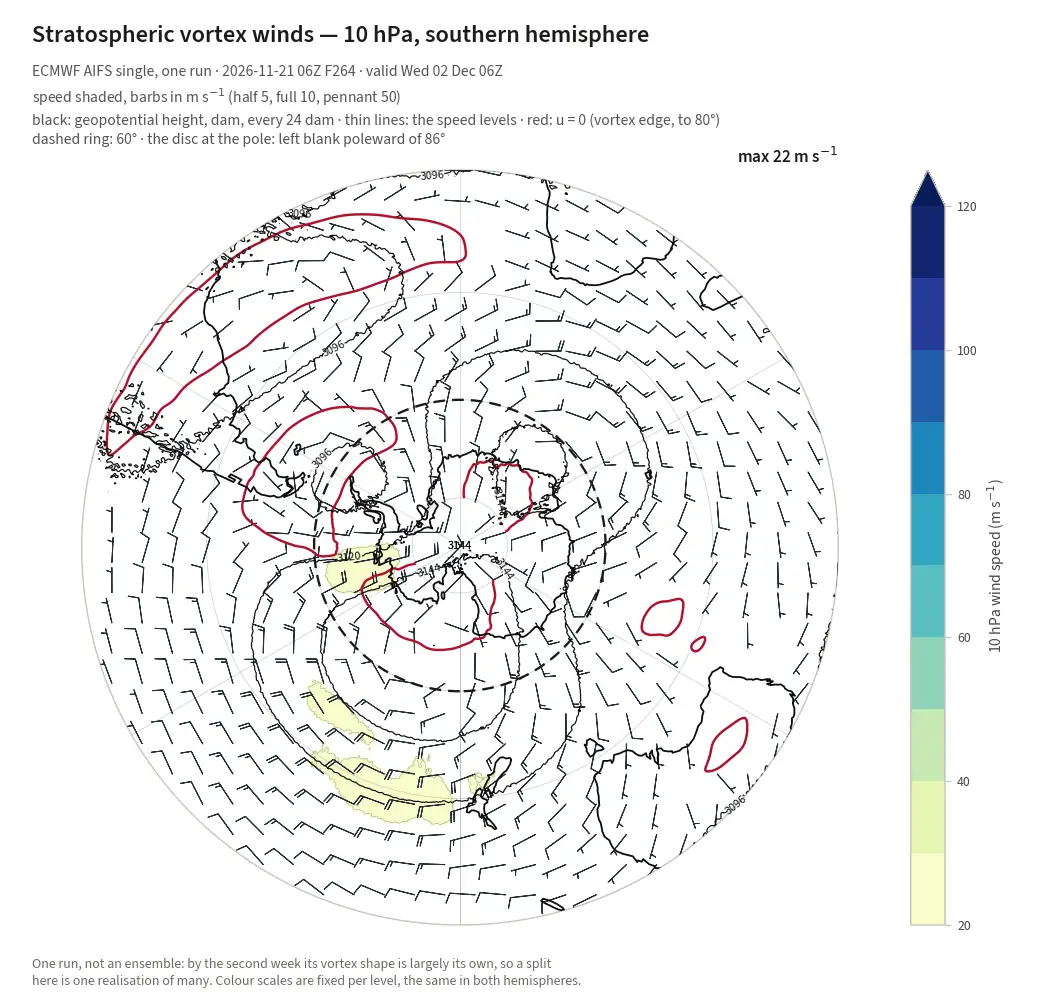 Stratospheric vortex winds — 10 hPa, southern hemisphere
ECMWF AIFS single, one run · 2026-11-21 06Z F264 · valid Wed 02 Dec 06Z
speed shaded, barbs in m s⁻¹ (half 5, full 10, pennant 50)
black: geopotential height, dam, every 24 dam · thin lines: the speed levels · red: u = 0 (vortex edge, to 80°)
dashed ring: 60° · the disc at the pole: left blank poleward of 86°
max 22 m s⁻¹
3096
3096
3096
3096
3120
3144
3144
3144
3096
120
100
80
60
40
20
10 hPa wind speed (m s⁻¹)
One run, not an ensemble: by the second week its vortex shape is largely its own, so a split
here is one realisation of many. Colour scales are fixed per level, the same in both hemispheres.